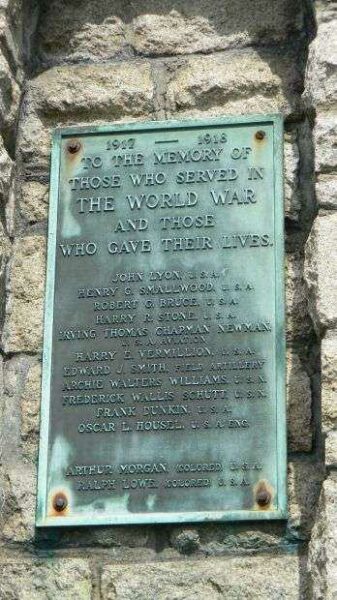 1917 — 1918
TO THE MEMORY OF
THOSE WHO SERVED IN
THE WORLD WAR
AND THOSE
WHO GAVE THEIR LIVES.
JOHN LYON, U.S.A.
HENRY G. SMALLWOOD, U.S.A.
ROBERT G. BRUCE, U.S.A.
HARRY R. STONE, U.S.A.
IRVING THOMAS CHAPMAN NEWMAN,
U.S.A. AVIATION
HARRY E. VERMILLION, U.S.A.
EDWARD J. SMITH, FIELD ARTILLERY
ARCHIE WALTERS WILLIAMS, U.S.N.
FREDERICK WALLIS SCHUTT, U.S.N.
FRANK DUNKIN, U.S.A.
OSCAR L. HOUSEL, U.S.A. ENG.
ARTHUR MORGAN, (COLORED) U.S.A.
RALPH LOWE, (COLORED) U.S.A.